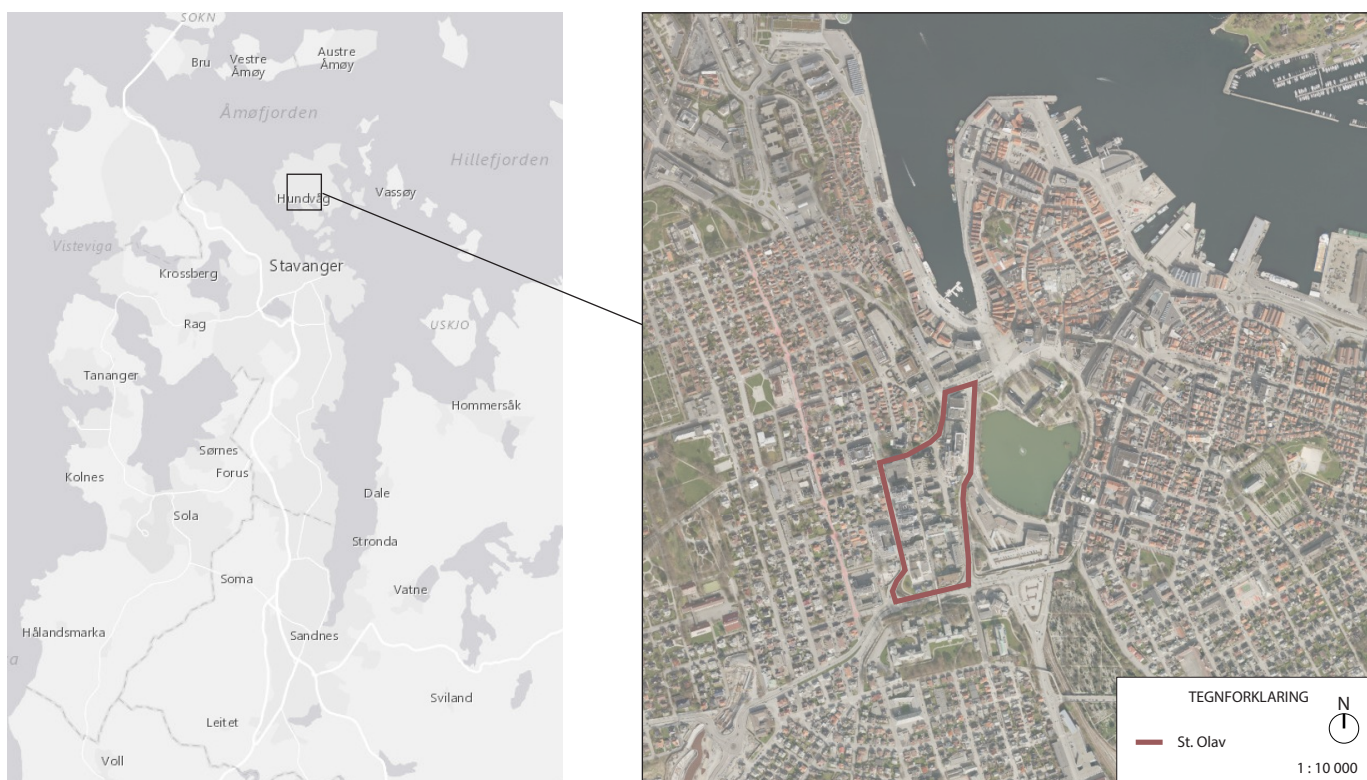 SOKN
Bru
Vestre
Åmøy
Austre
Åmøy
Åmøfjorden
Hillefjorden
Hundvåg
Vassøy
Visteviga
Krossberg
Stavanger
Rag
USKJO
Tananger
Hommersåk
Sørnes
Forus
Kolnes
Dale
Sola
Stronda
Soma
Vatne
Hålandsmarka
Sandnes
a
Sviland
Leitet
Voll
TEGNFORKLARING
N
St. Olav
1 : 10 000